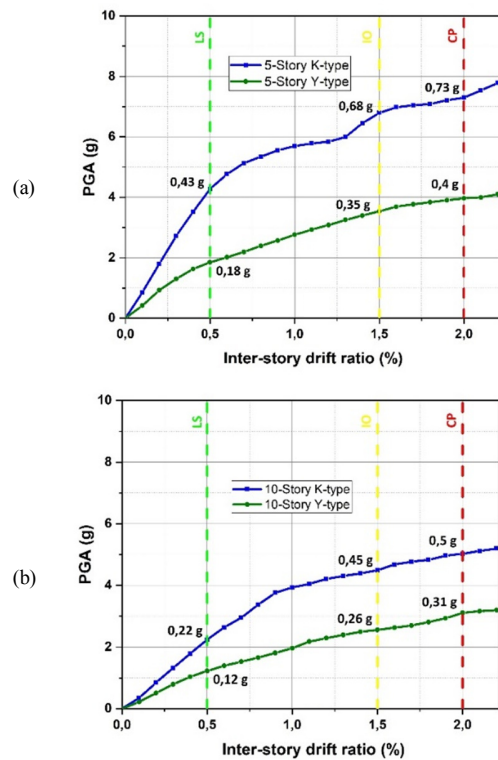 (a)
PGA (g)
10
8
6
4
2
0
LS
IO
CP
5-Story K-type
5-Story Y-type
0,43 g
0,68 g
0,73 g
0,18 g
0,35 g
0,4 g
0,0
0,5
1,0
1,5
2,0
Inter-story drift ratio (%)
(b)
PGA (g)
10
8
6
4
2
0
LS
IO
CP
10-Story K-type
10-Story Y-type
0,22 g
0,45 g
0,5 g
0,12 g
0,26 g
0,31 g
0,0
0,5
1,0
1,5
2,0
Inter-story drift ratio (%)